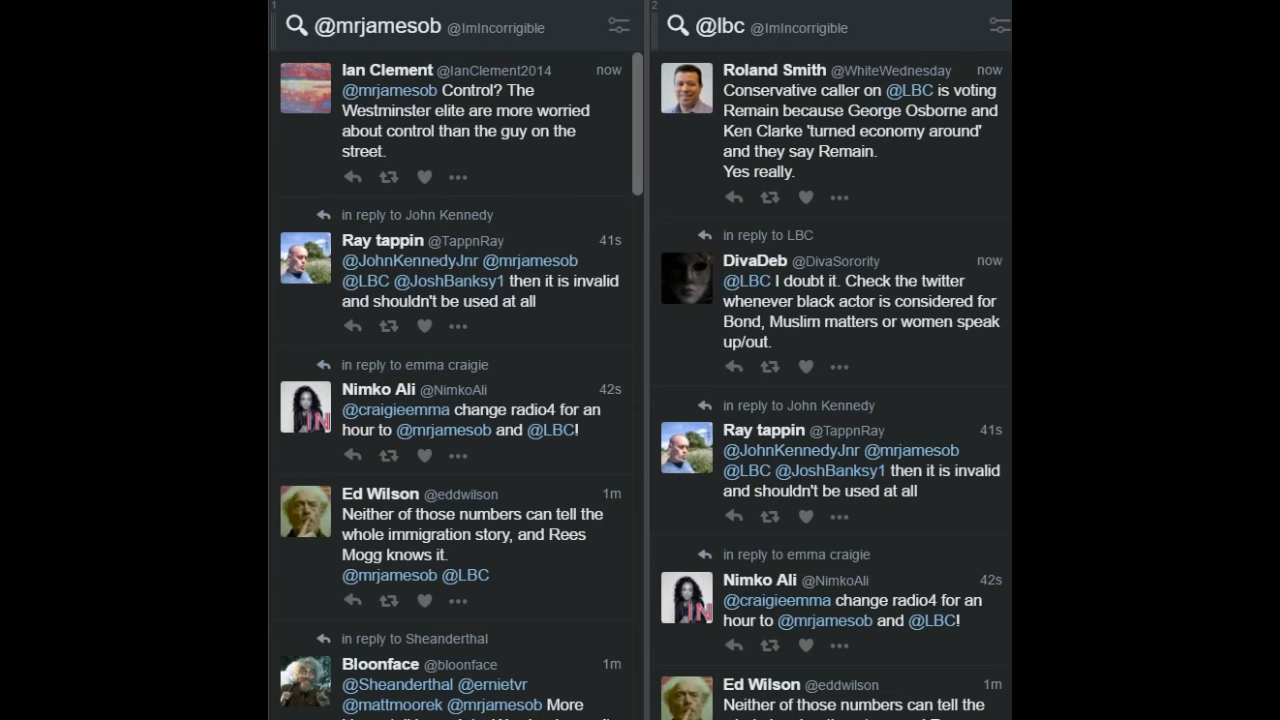 1
@mrjamesob @ImIncorrigible
Ian Clement @IanClement2014 now
@mrjamesob Control? The
Westminster elite are more worried
about control than the guy on the
street.
in reply to John Kennedy
Ray tappin @TappnRay 41s
@JohnKennedyJnr @mrjamesob
@LBC @JoshBanksy1 then it is invalid
and shouldn't be used at all
in reply to emma craigie
Nimko Ali @NimkoAli 42s
@craigieemma change radio4 for an
hour to @mrjamesob and @LBC!
Ed Wilson @eddwilson 1m
Neither of those numbers can tell the
whole immigration story, and Rees
Mogg knows it.
@mrjamesob @LBC
in reply to Sheanderthal
Bloonface @bloonface 1m
@Sheanderthal @ernietvr
@mattmoorek @mrjamesob More
2
@lbc @ImIncorrigible
Roland Smith @WhiteWednesday now
Conservative caller on @LBC is voting
Remain because George Osborne and
Ken Clarke 'turned economy around'
and they say Remain.
Yes really.
in reply to LBC
DivaDeb @DivaSorority now
@LBC I doubt it. Check the twitter
whenever black actor is considered for
Bond, Muslim matters or women speak
up/out.
in reply to John Kennedy
Ray tappin @TappnRay 41s
@JohnKennedyJnr @mrjamesob
@LBC @JoshBanksy1 then it is invalid
and shouldn't be used at all
in reply to emma craigie
Nimko Ali @NimkoAli 42s
@craigieemma change radio4 for an
hour to @mrjamesob and @LBC!
Ed Wilson @eddwilson 1m
Neither of those numbers can tell the